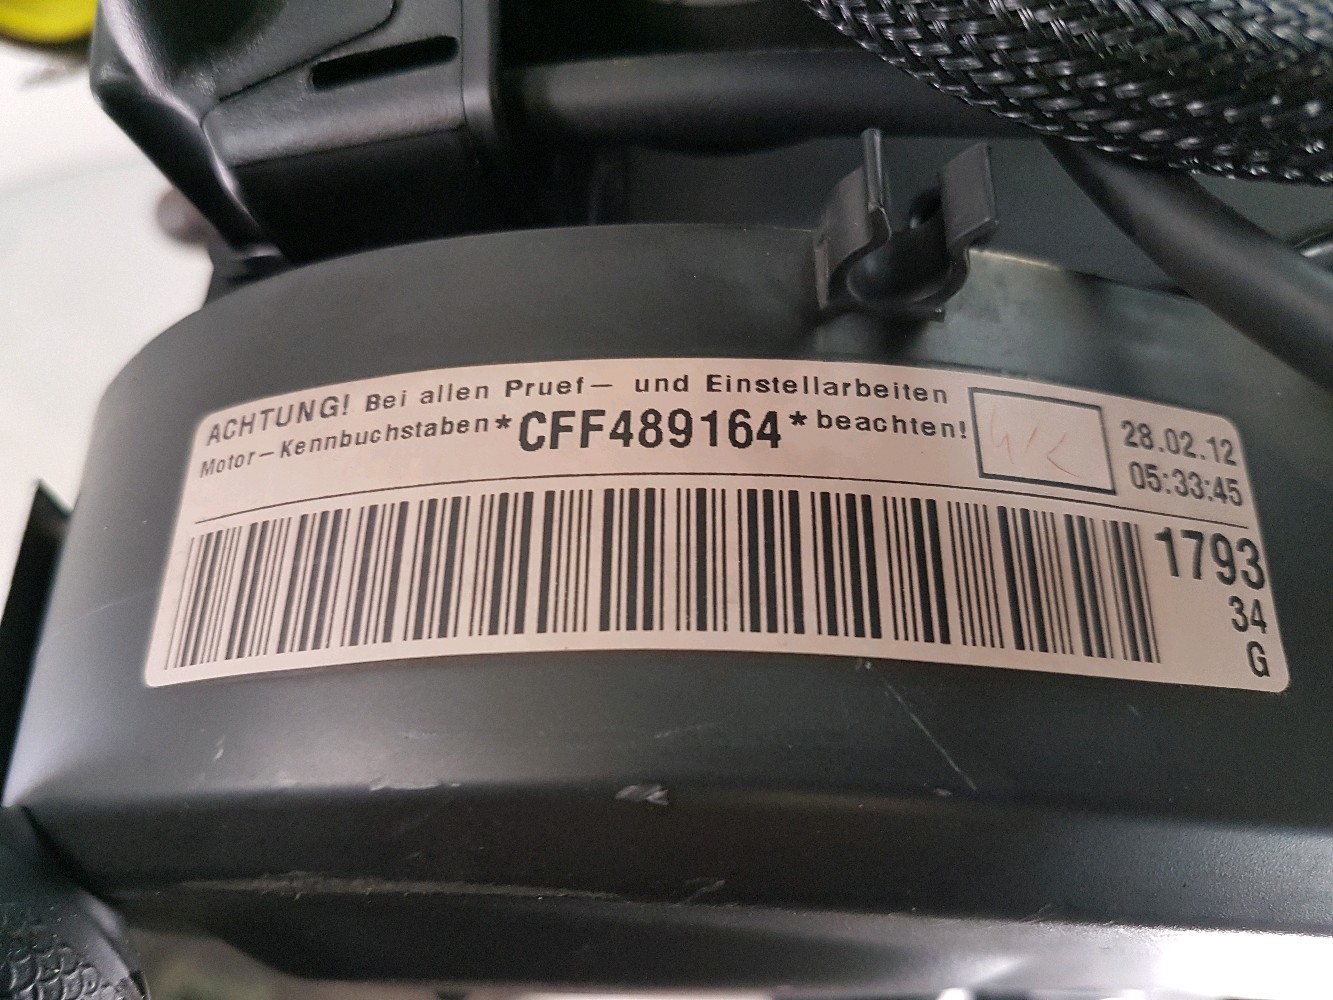 ACHTUNG! Bei allen Pruef— und Einstellarbeiten
Motor—Kennbuchstaben*CFF489164*beachten!
28.02.12
05:33:45
1793
34
G